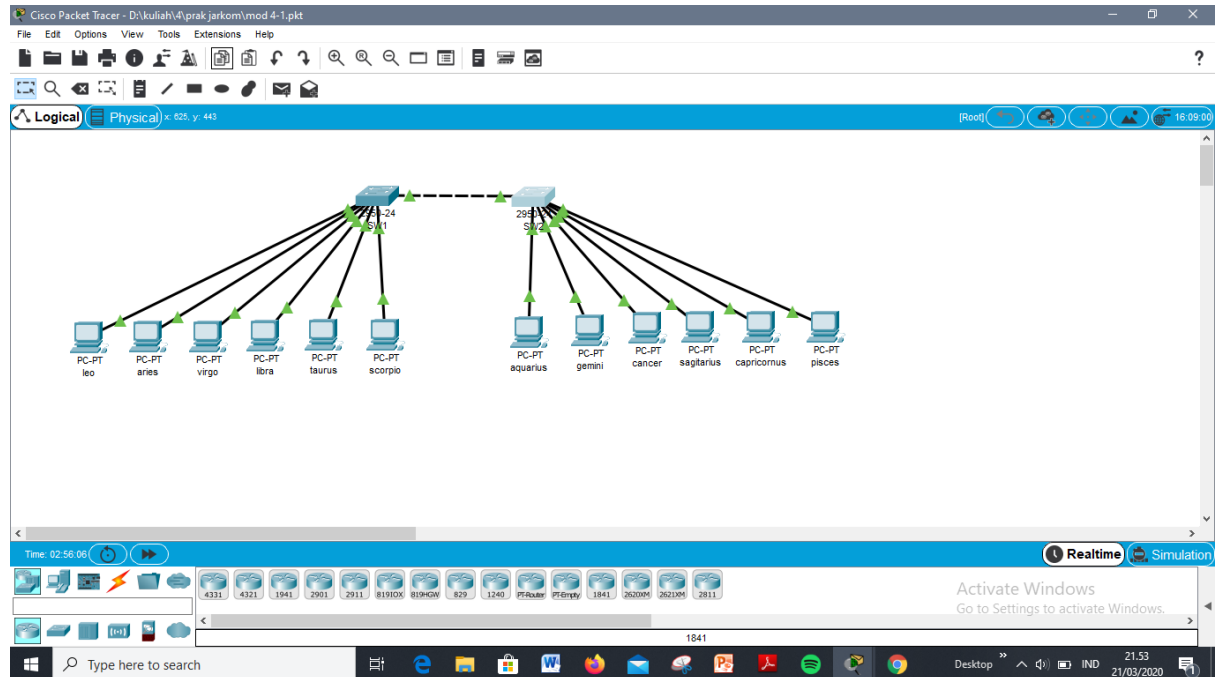 Cisco Packet Tracer - D:\kuliah\4\prak jarkom\mod 4-1.pkt
File Edit Options View Tools Extensions Help
?
Logical Physical x: 625, y: 443 [Root] 16:09:00
2950-24
SW1
SW2
PC-PT
leo
PC-PT
aries
PC-PT
virgo
PC-PT
libra
PC-PT
taurus
PC-PT
scorpio
PC-PT
aquarius
PC-PT
gemini
PC-PT
cancer
PC-PT
sagitarius
PC-PT
capricornus
PC-PT
pisces
Time: 02:56:06 Realtime Simulation
4331 4321 1941 2901 2911 819IOX 819HGW 829 1240 PT-Router PT-Empty 1841 2620XM 2621XM 2811
Activate Windows
Go to Settings to activate Windows.
1841
Type here to search
Desktop IND 21.53
21/03/2020